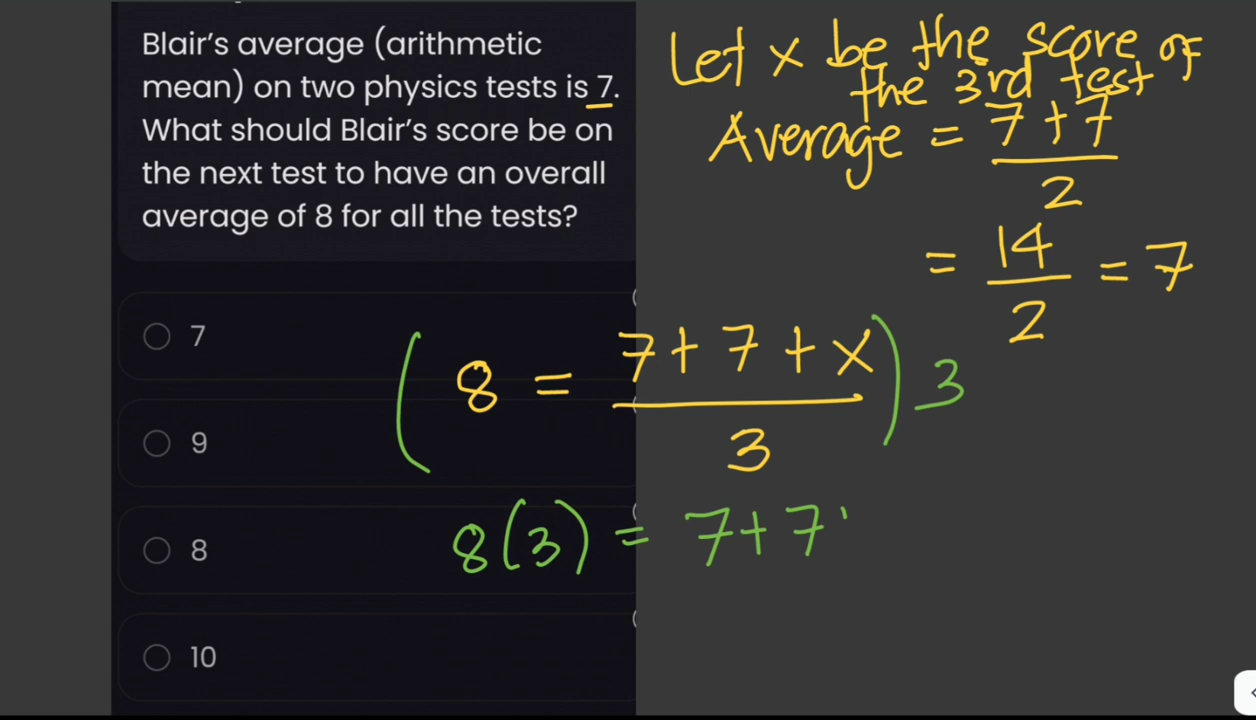 Blair's average (arithmetic
mean) on two physics tests is 7.
What should Blair's score be on
the next test to have an overall
average of 8 for all the tests?
7
9
8
10
Let x be the score of
the 3rd test
Average = 7 + 7
2
= 14 = 7
2
( 8 = 7 + 7 + x ) 3
3
8(3) = 7 + 7